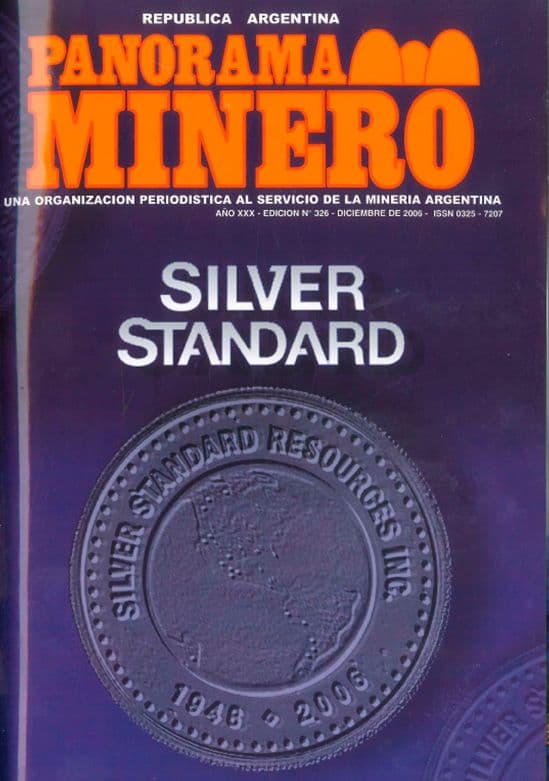 REPUBLICA ARGENTINA
PANORAMA
MINERO
UNA ORGANIZACION PERIODISTICA AL SERVICIO DE LA MINERIA ARGENTINA
AÑO XXX - EDICION N° 326 - DICIEMBRE DE 2006 - ISSN 0325 - 7207
SILVER
STANDARD
SILVER STANDARD RESOURCES INC.
1946 • 2006
SILVER S